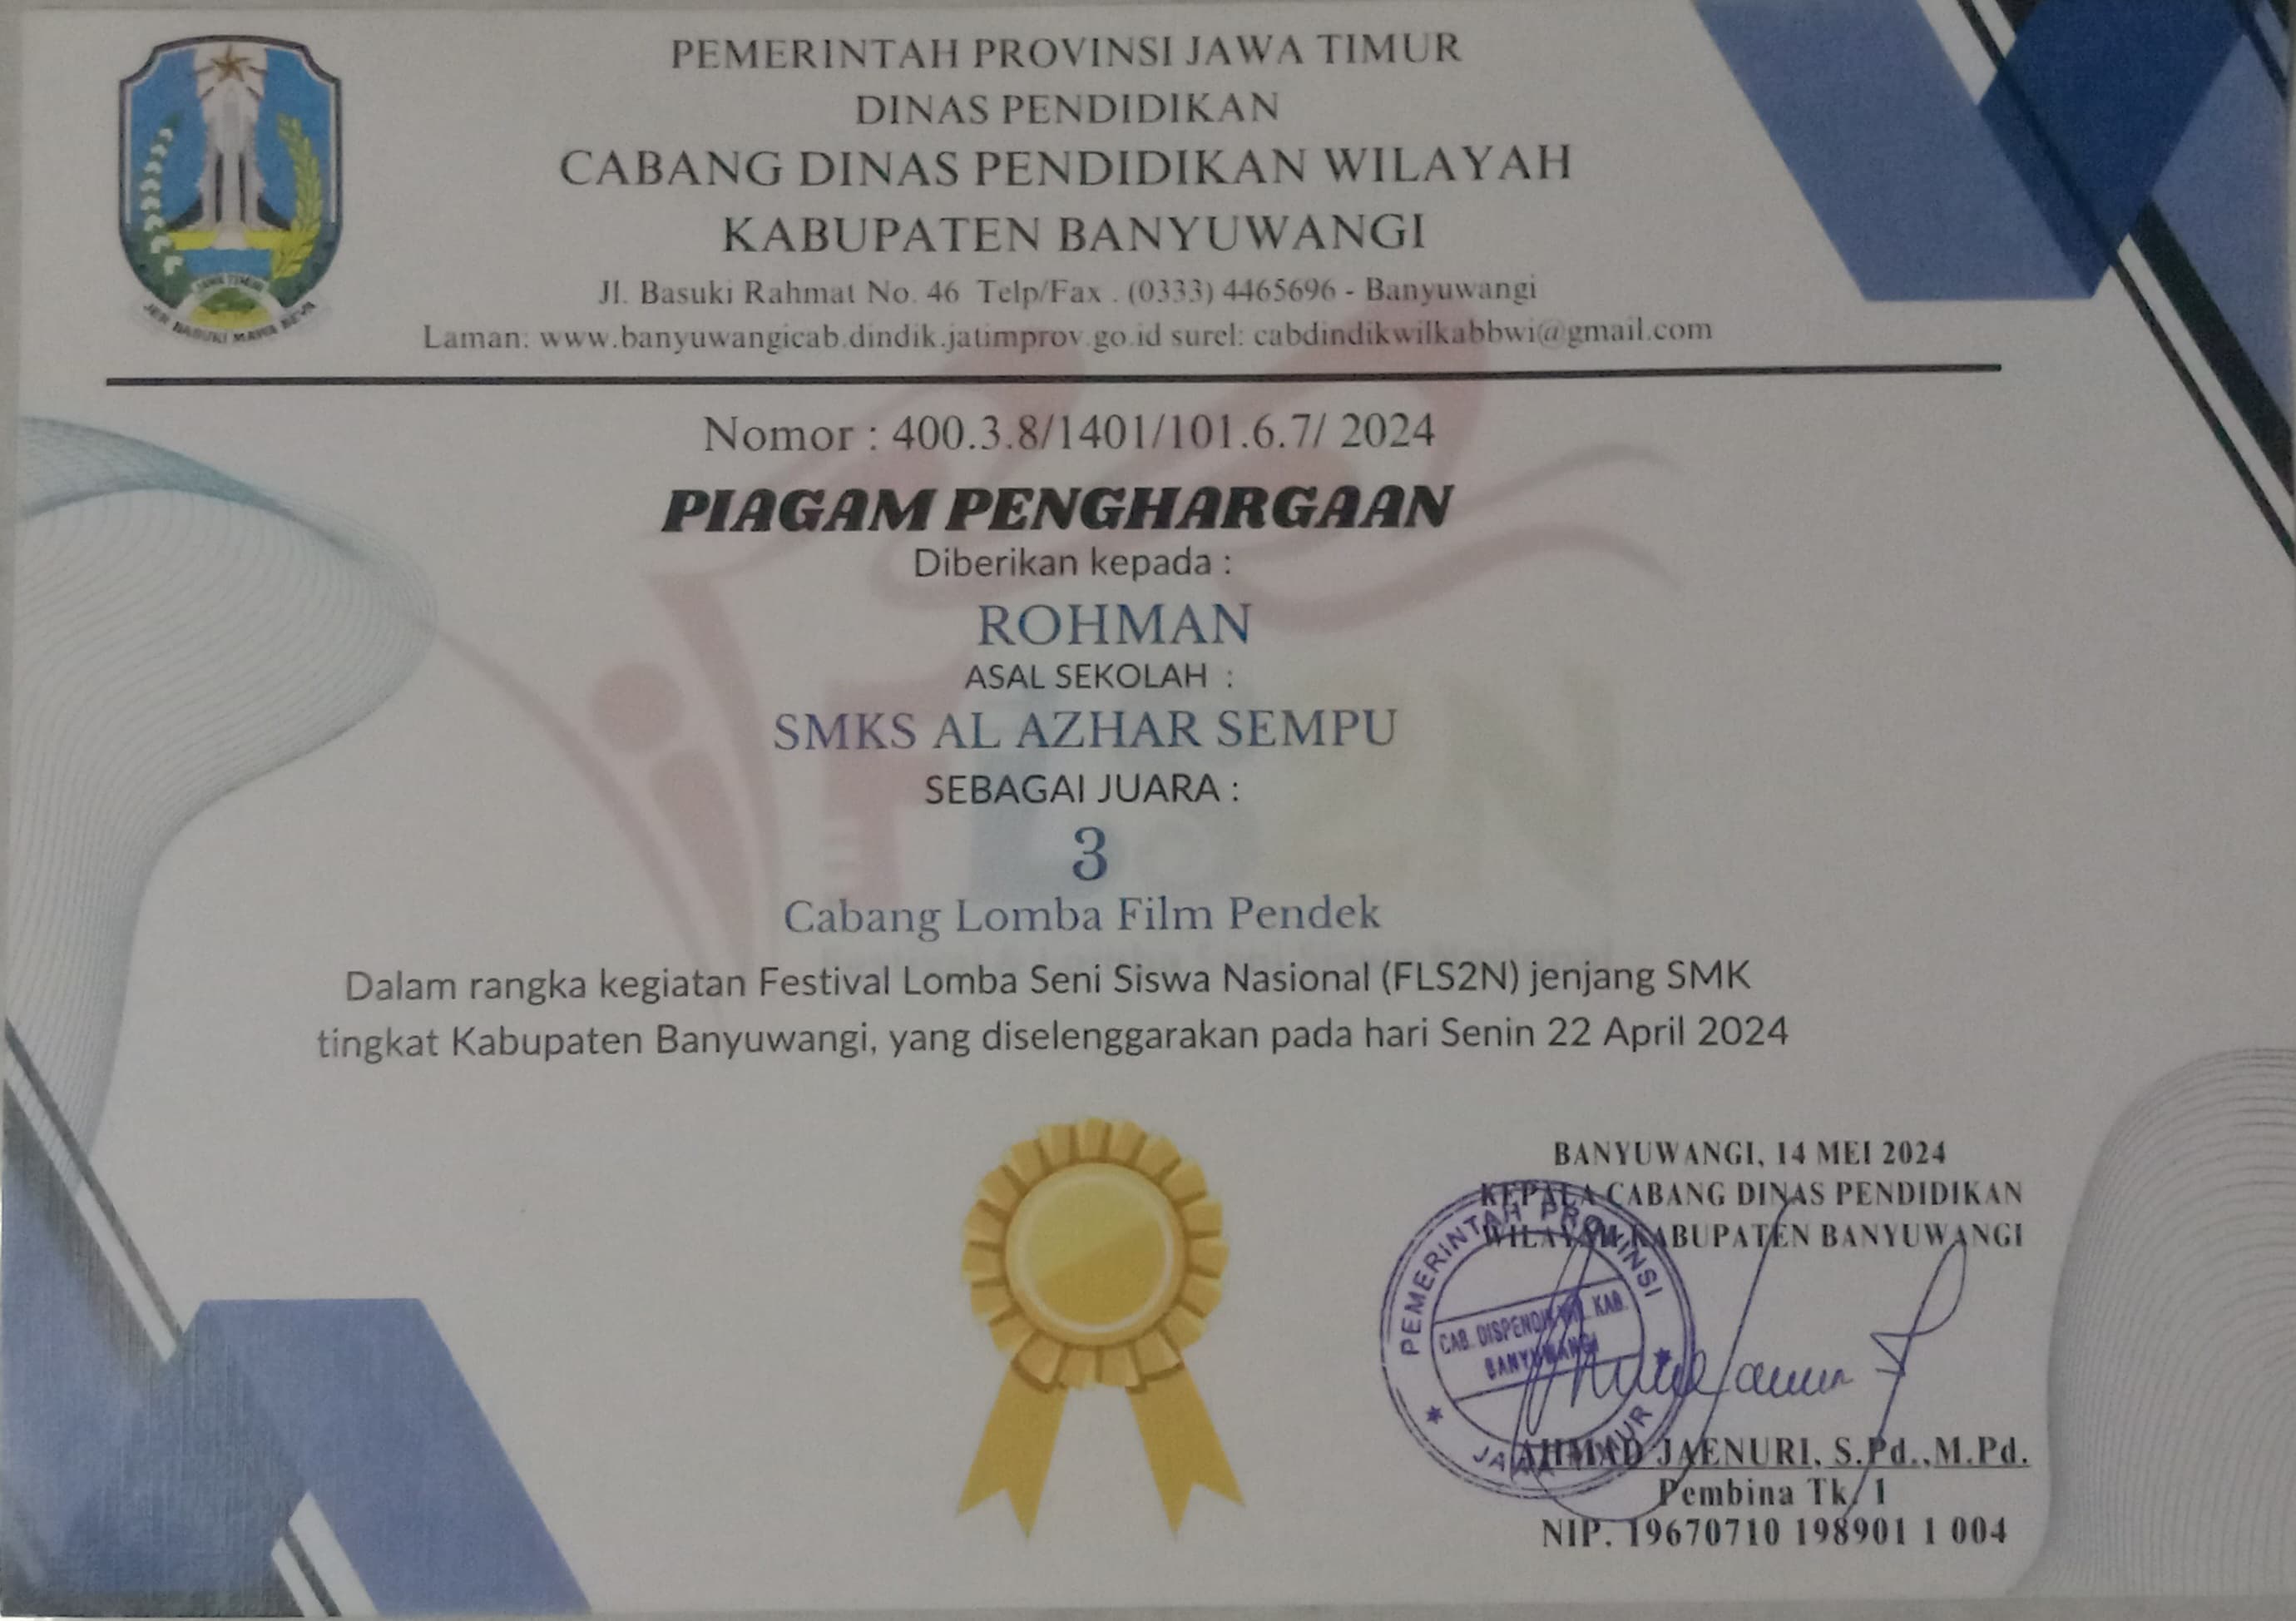 PEMERINTAH PROVINSI JAWA TIMUR
DINAS PENDIDIKAN
CABANG DINAS PENDIDIKAN WILAYAH
KABUPATEN BANYUWANGI
Jl. Basuki Rahmat No. 46 Telp/Fax . (0333) 4465696 - Banyuwangi
Laman: www.banyuwangicab.dindik.jatimprov.go.id surel: cabdindikwilkabbwi@gmail.com
JAWA TIMUR
JER BASUKI MAWA BEYA
Nomor : 400.3.8/1401/101.6.7/ 2024
PIAGAM PENGHARGAAN
Diberikan kepada :
ROHMAN
ASAL SEKOLAH :
SMKS AL AZHAR SEMPU
SEBAGAI JUARA :
3
Cabang Lomba Film Pendek
Dalam rangka kegiatan Festival Lomba Seni Siswa Nasional (FLS2N) jenjang SMK
tingkat Kabupaten Banyuwangi, yang diselenggarakan pada hari Senin 22 April 2024
BANYUWANGI, 14 MEI 2024
KEPALA CABANG DINAS PENDIDIKAN
WILAYAH KABUPATEN BANYUWANGI
PEMERINTAH PROVINSI
CAB. DISPENDIK WIL. KAB.
BANYUWANGI
JAWA TIMUR
AHMAD JAENURI, S.Pd.,M.Pd.
Pembina Tk. 1
NIP. 19670710 198901 1 004